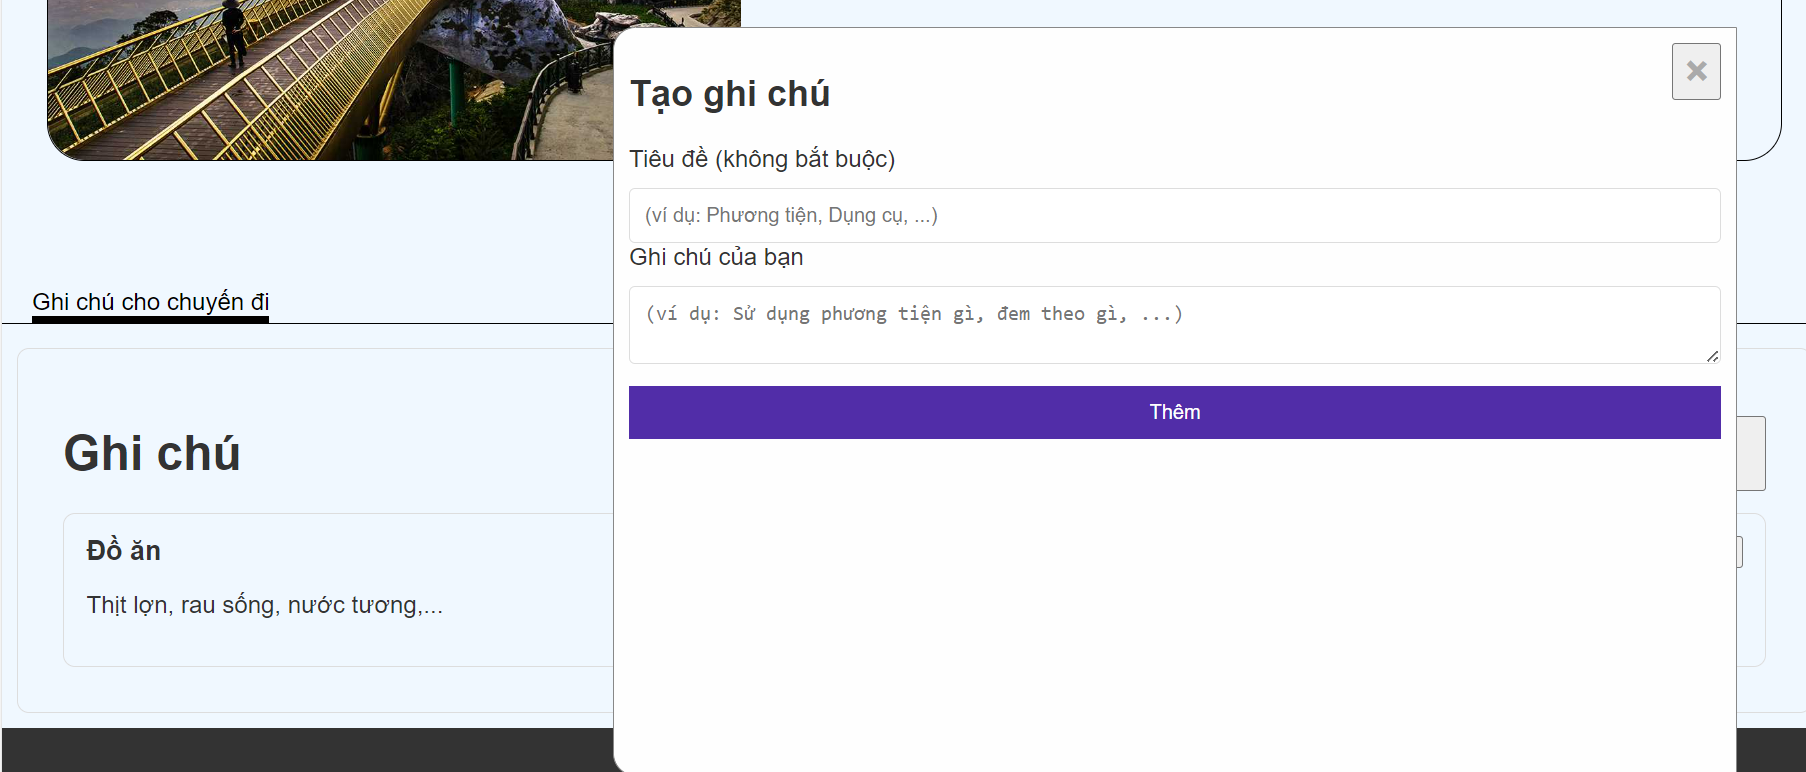 Tạo ghi chú
×
Tiêu đề (không bắt buộc)
(ví dụ: Phương tiện, Dụng cụ, ...)
Ghi chú của bạn
(ví dụ: Sử dụng phương tiện gì, đem theo gì, ...)
Thêm
Ghi chú cho chuyến đi
Ghi chú
Đồ ăn
Thịt lợn, rau sống, nước tương,...